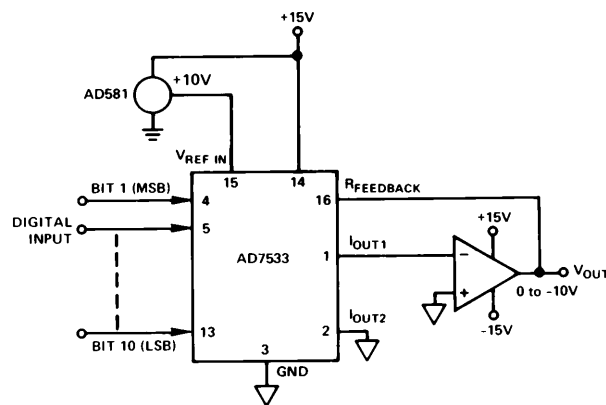 +15V
AD581
+10V
V REF IN
15
14
BIT 1 (MSB)
4
16
RFEEDBACK
DIGITAL
INPUT
5
+15V
AD7533
1
IOUT1
−
VOUT
+
0 to -10V
BIT 10 (LSB)
13
2
IOUT2
-15V
3
GND